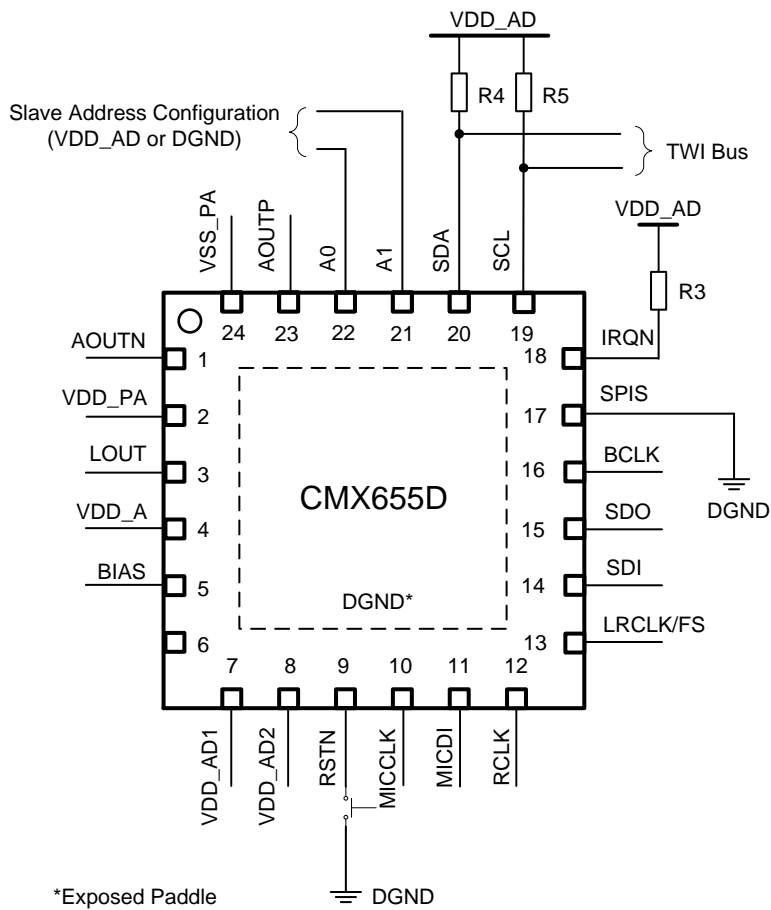 VDD_AD
R4
R5
Slave Address Configuration
(VDD_AD or DGND)
TWI Bus
VDD_AD
R3
VSS_PA
AOUTP
A0
A1
SDA
SCL
24
23
22
21
20
19
AOUTN
1
VDD_PA
2
LOUT
3
VDD_A
4
BIAS
5
6
18
IRQN
17
SPIS
16
BCLK
DGND
15
SDO
14
SDI
13
LRCLK/FS
CMX655D
DGND*
7
8
9
10
11
12
VDD_AD1
VDD_AD2
RSTN
MICCLK
MICDI
RCLK
*Exposed Paddle
DGND